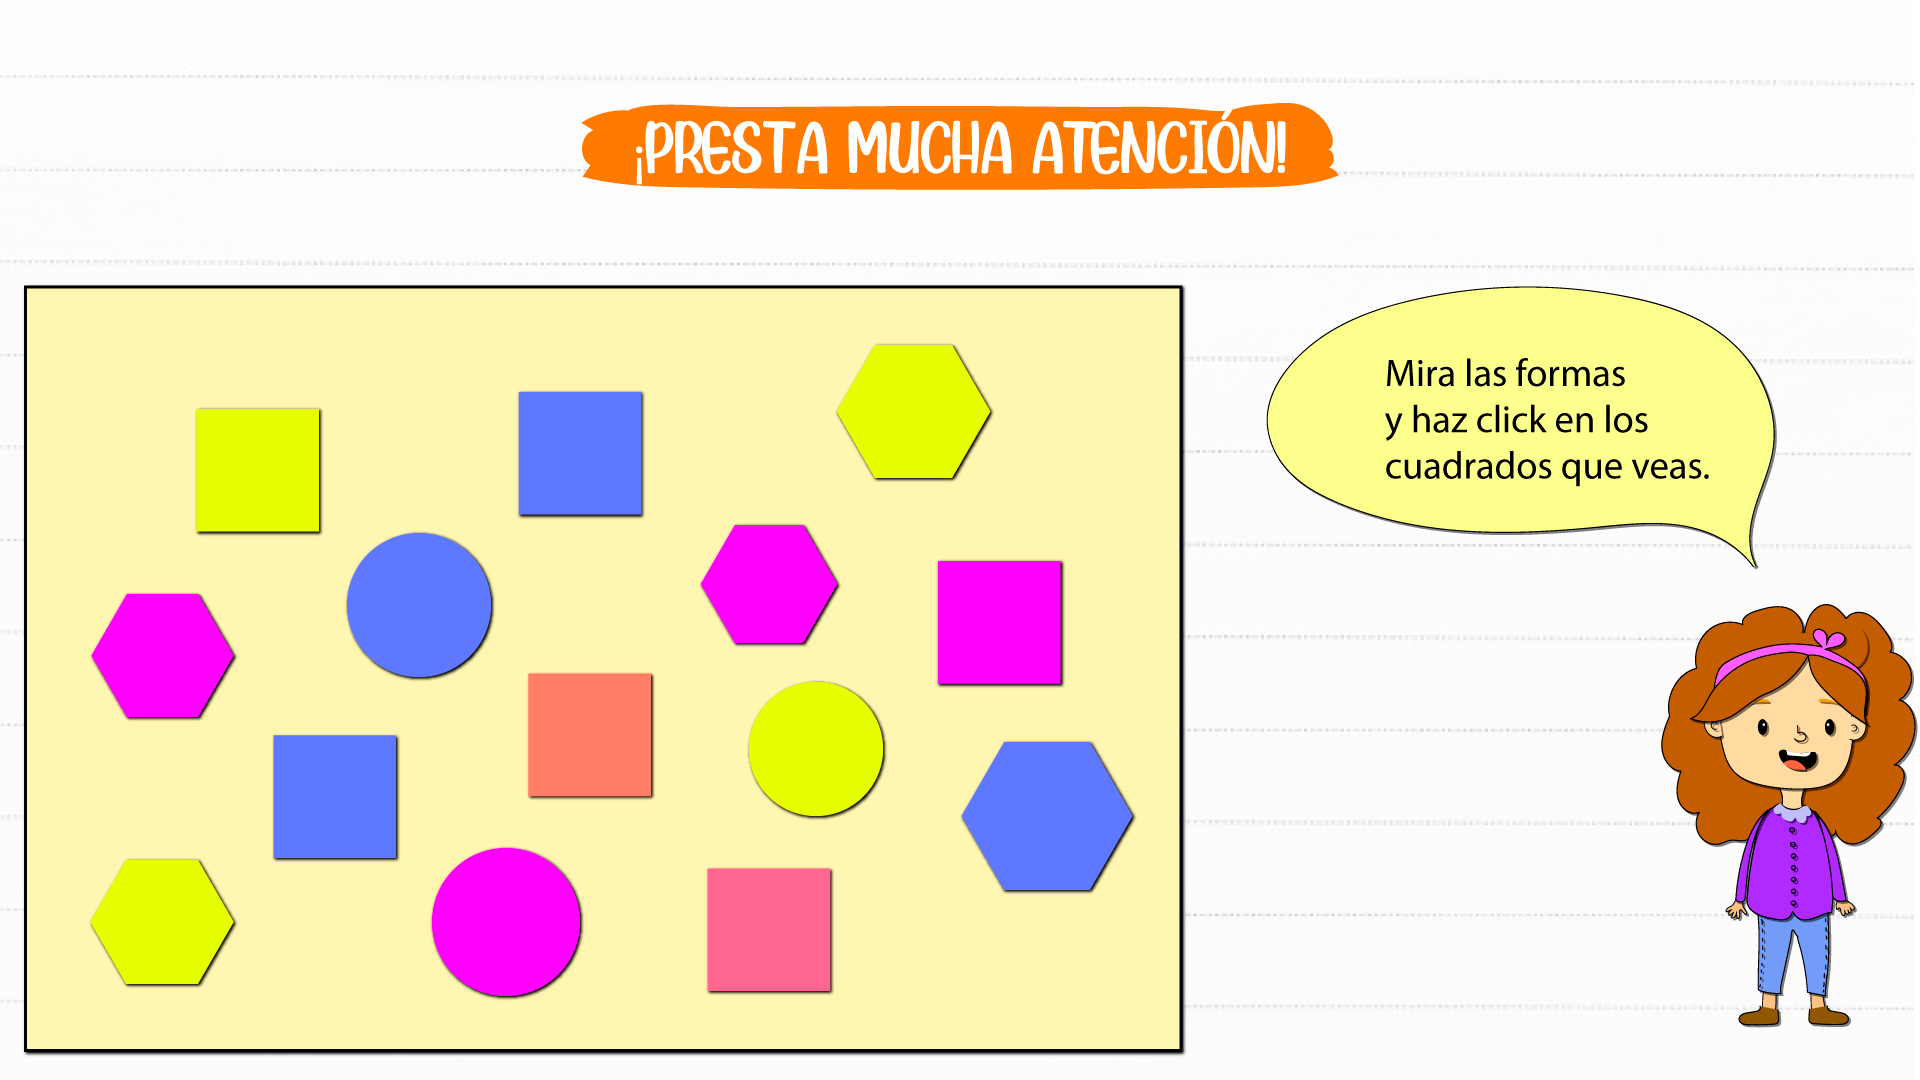 ¡PRESTA MUCHA ATENCIÓN!
Mira las formas
y haz click en los
cuadrados que veas.